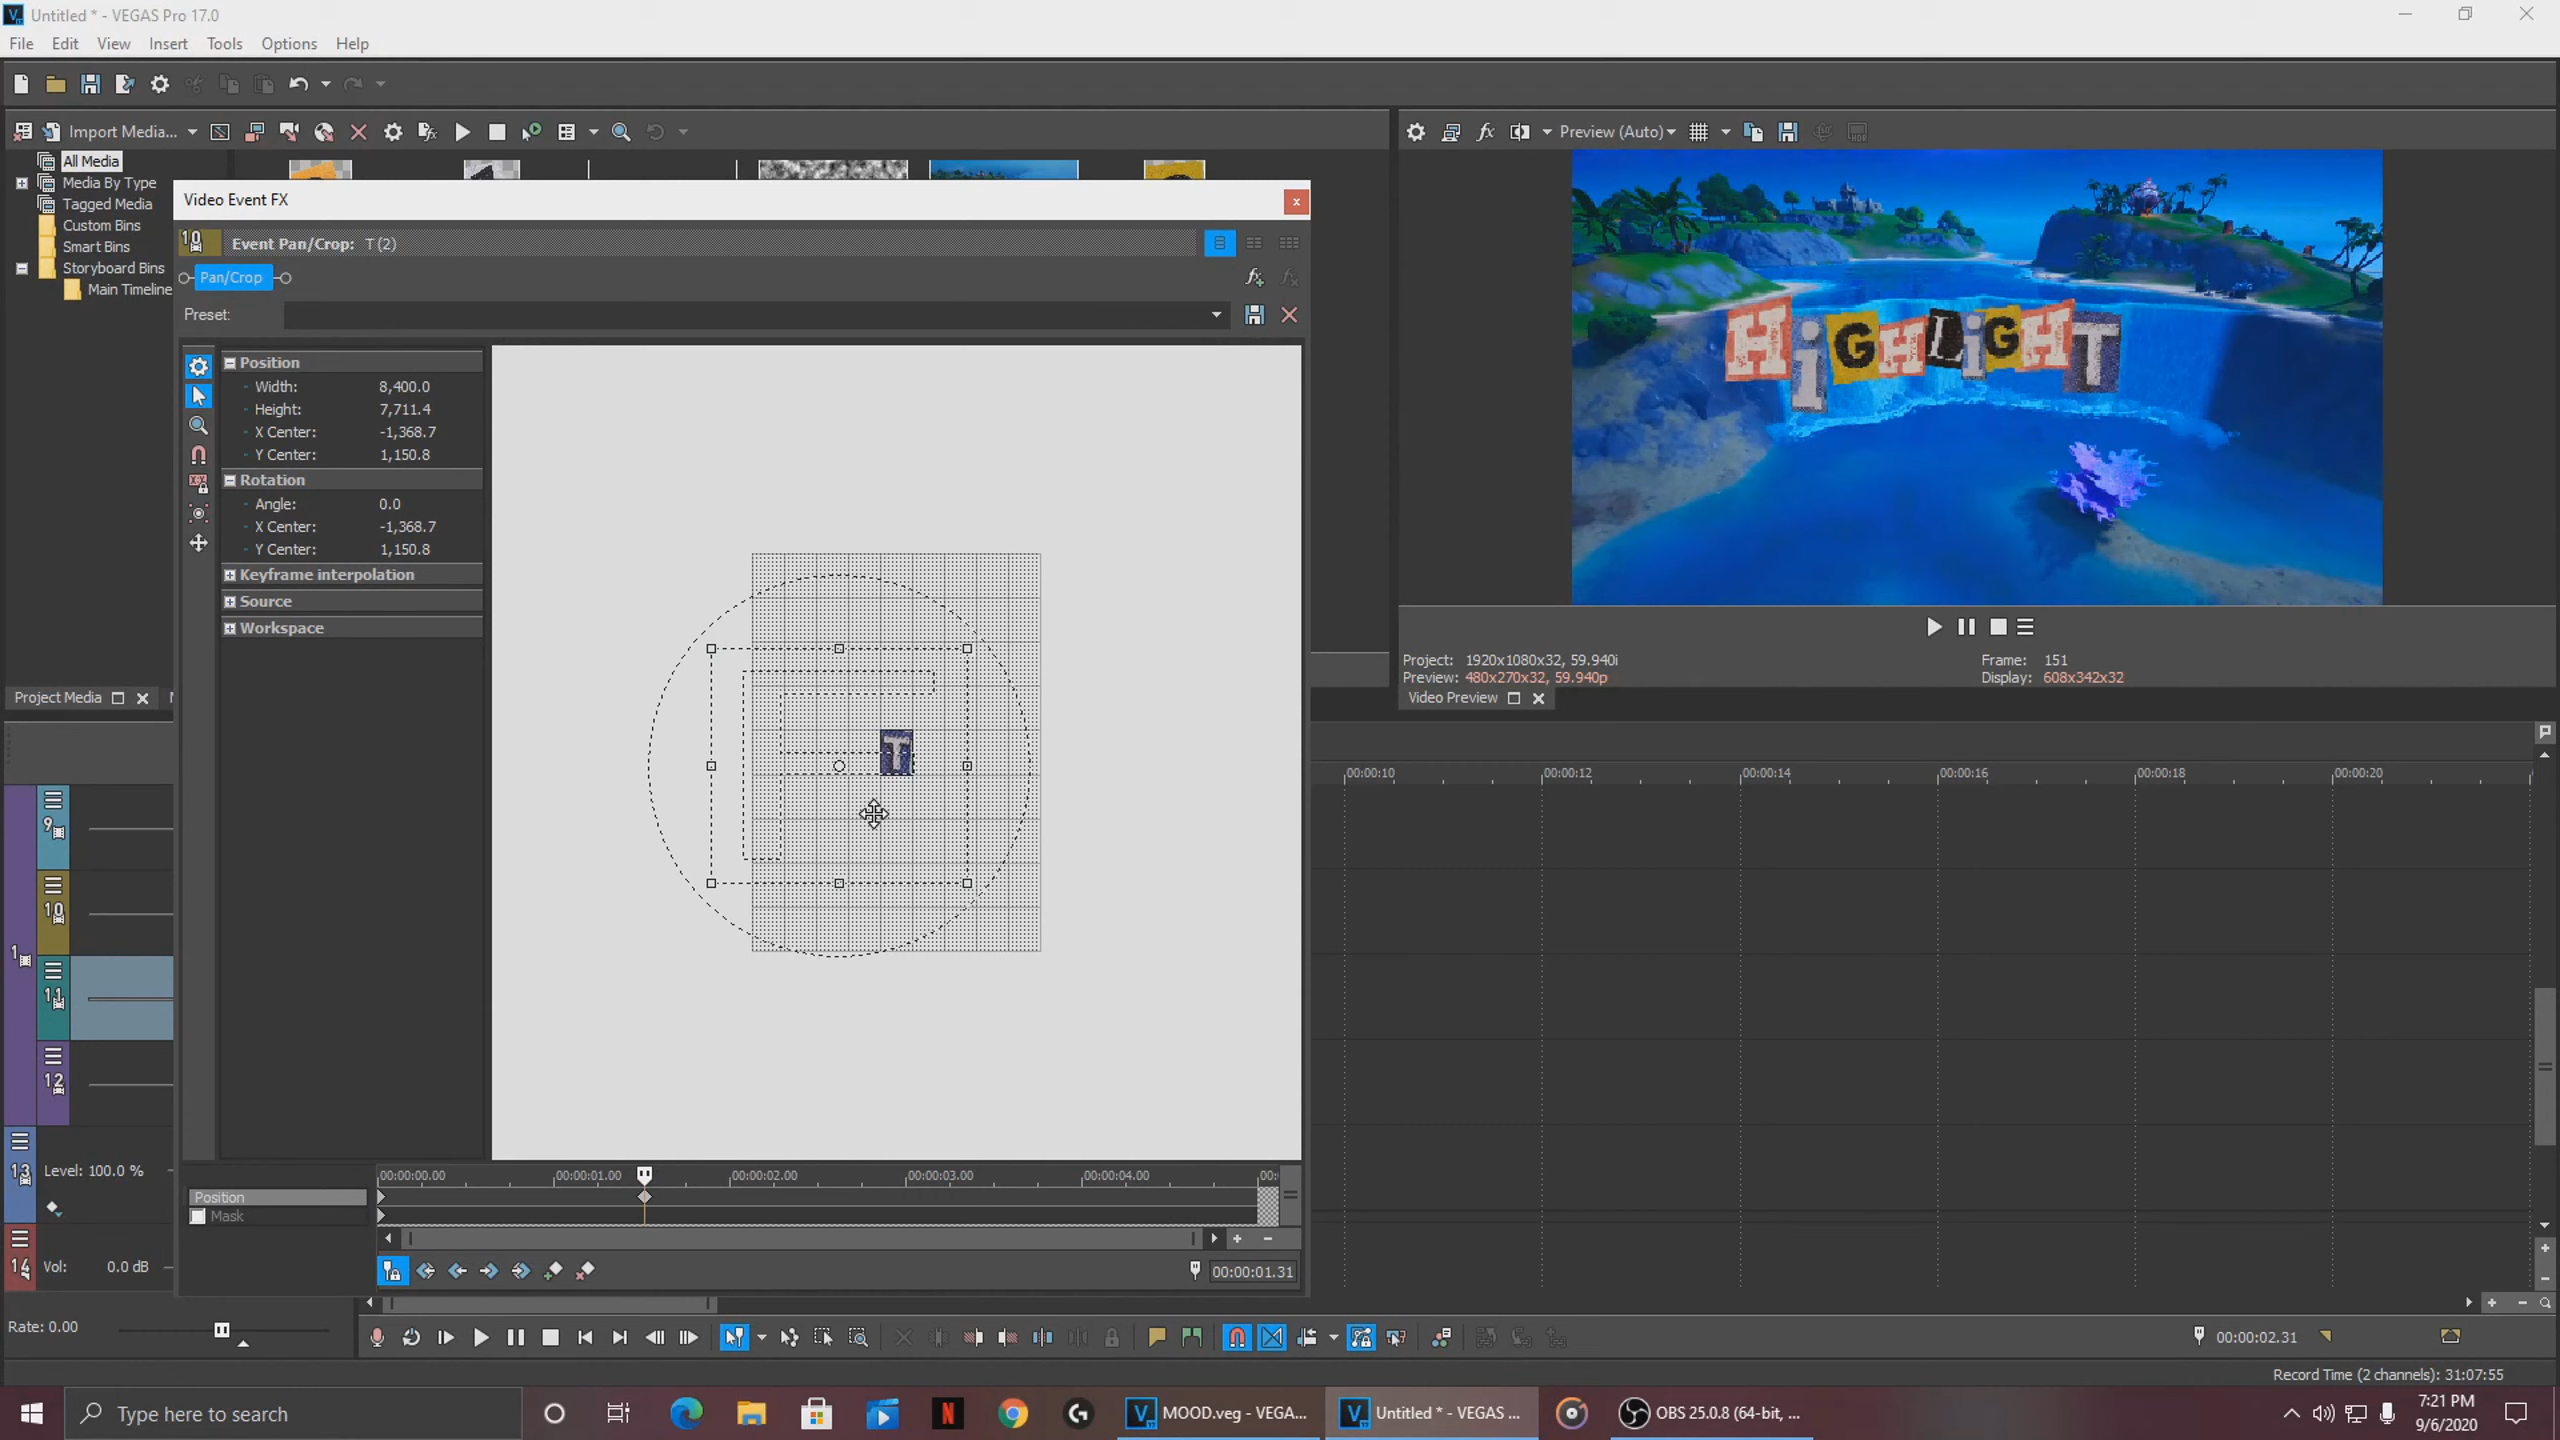 Untitled * - VEGAS Pro 17.0
File Edit View Insert Tools Options Help
Import Media...
Preview (Auto)
All Media
Media By Type
Tagged Media
Custom Bins
Smart Bins
Storyboard Bins
Main Timeline
Video Event FX
10
Event Pan/Crop: T (2)
Pan/Crop
Preset:
Position
Width: 8,400.0
Height: 7,711.4
X Center: -1,368.7
Y Center: 1,150.8
Rotation
Angle: 0.0
X Center: -1,368.7
Y Center: 1,150.8
Keyframe interpolation
Source
Workspace
T
HiGHLiGHT
Project: 1920x1080x32, 59.940i
Frame: 151
Preview: 480x270x32, 59.940p
Display: 608x342x32
Video Preview
Project Media
00:00:10 00:00:12 00:00:14 00:00:16 00:00:18 00:00:20
9
10
1
11
12
13 Level: 100.0 %
14 Vol: 0.0 dB
00:00:00.00 00:00:01.00 00:00:02.00 00:00:03.00 00:00:04.00 00:
Position
Mask
00:00:01.31
Rate: 0.00
00:00:02.31
Record Time (2 channels): 31:07:55
Type here to search
MOOD.veg - VEGA...
Untitled * - VEGAS ...
OBS 25.0.8 (64-bit, ...
7:21 PM
9/6/2020